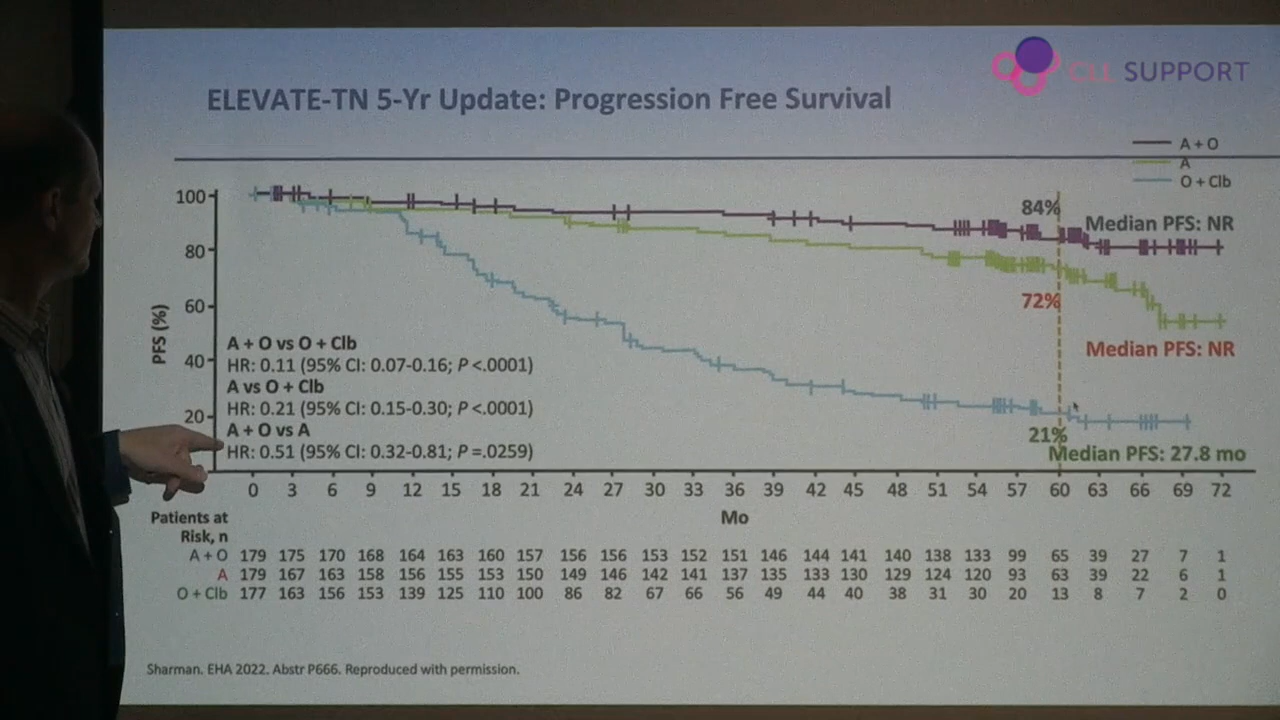 CLL SUPPORT
ELEVATE-TN 5-Yr Update: Progression Free Survival
A + O
A
O + Clb
100
80
60
40
20
PFS (%)
84%
Median PFS: NR
72%
Median PFS: NR
21%
Median PFS: 27.8 mo
A + O vs O + Clb
HR: 0.11 (95% CI: 0.07-0.16; P <.0001)
A vs O + Clb
HR: 0.21 (95% CI: 0.15-0.30; P <.0001)
A + O vs A
HR: 0.51 (95% CI: 0.32-0.81; P =.0259)
0 3 6 9 12 15 18 21 24 27 30 33 36 39 42 45 48 51 54 57 60 63 66 69 72
Mo
Patients at
Risk, n
A + O 179 175 170 168 164 163 160 157 156 156 153 152 151 146 144 141 140 138 133 99 65 39 27 7 1
A 179 167 163 158 156 155 153 150 149 146 142 141 137 135 133 130 129 124 120 93 63 39 22 6 1
O + Clb 177 163 156 153 139 125 110 100 86 82 67 66 56 49 44 40 38 31 30 20 13 8 7 2 0
Sharman. EHA 2022. Abstr P666. Reproduced with permission.